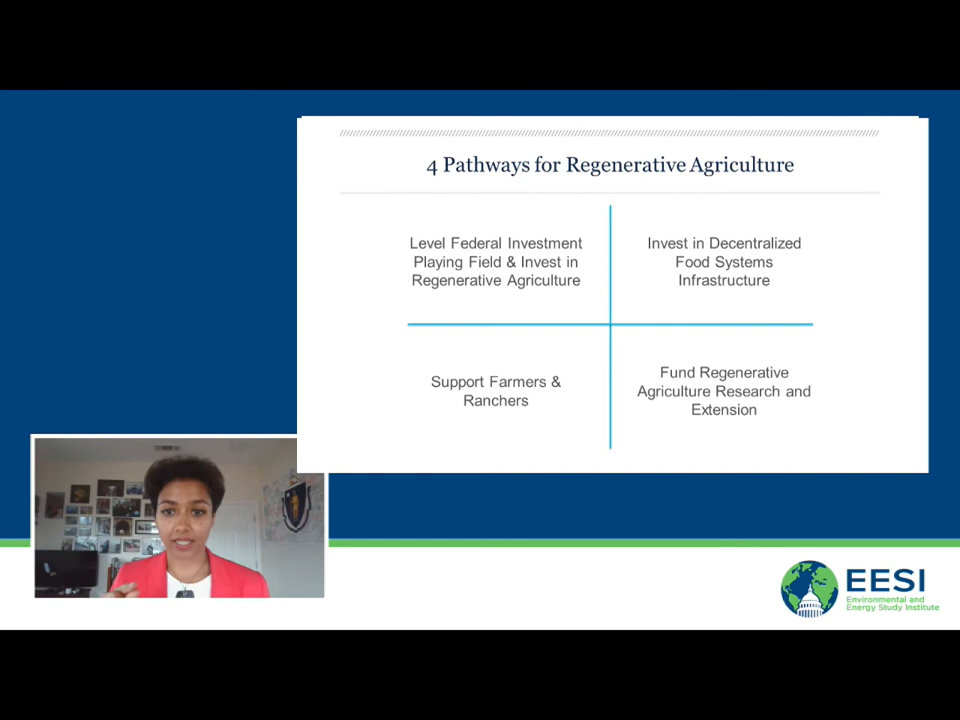 4 Pathways for Regenerative Agriculture
Level Federal Investment
Playing Field & Invest in
Regenerative Agriculture
Invest in Decentralized
Food Systems
Infrastructure
Support Farmers &
Ranchers
Fund Regenerative
Agriculture Research and
Extension
EESI
Environmental and
Energy Study Institute